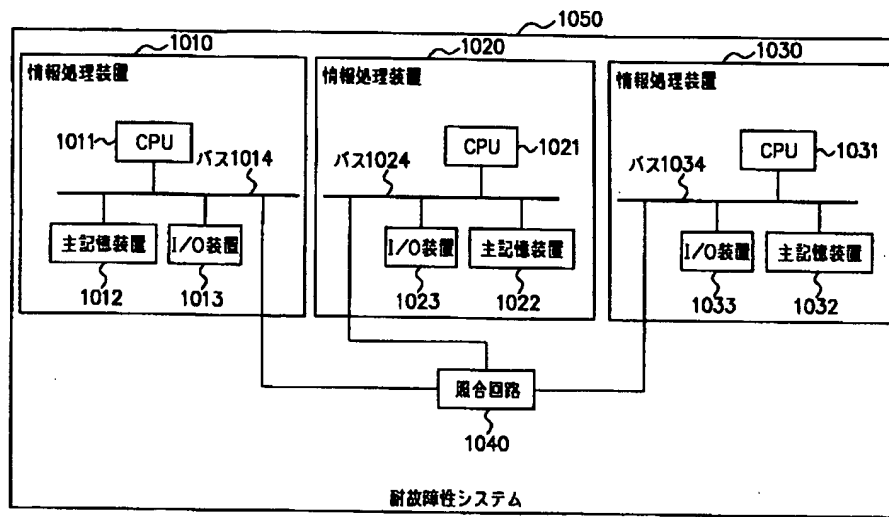 1050
1010
1020
1030
情報処理装置
情報処理装置
情報処理装置
1011
CPU
CPU
1021
CPU
1031
バス1014
バス1024
バス1034
主記憶装置
I/O装置
I/O装置
主記憶装置
I/O装置
主記憶装置
1012
1013
1023
1022
1033
1032
照合回路
1040
耐故障性システム